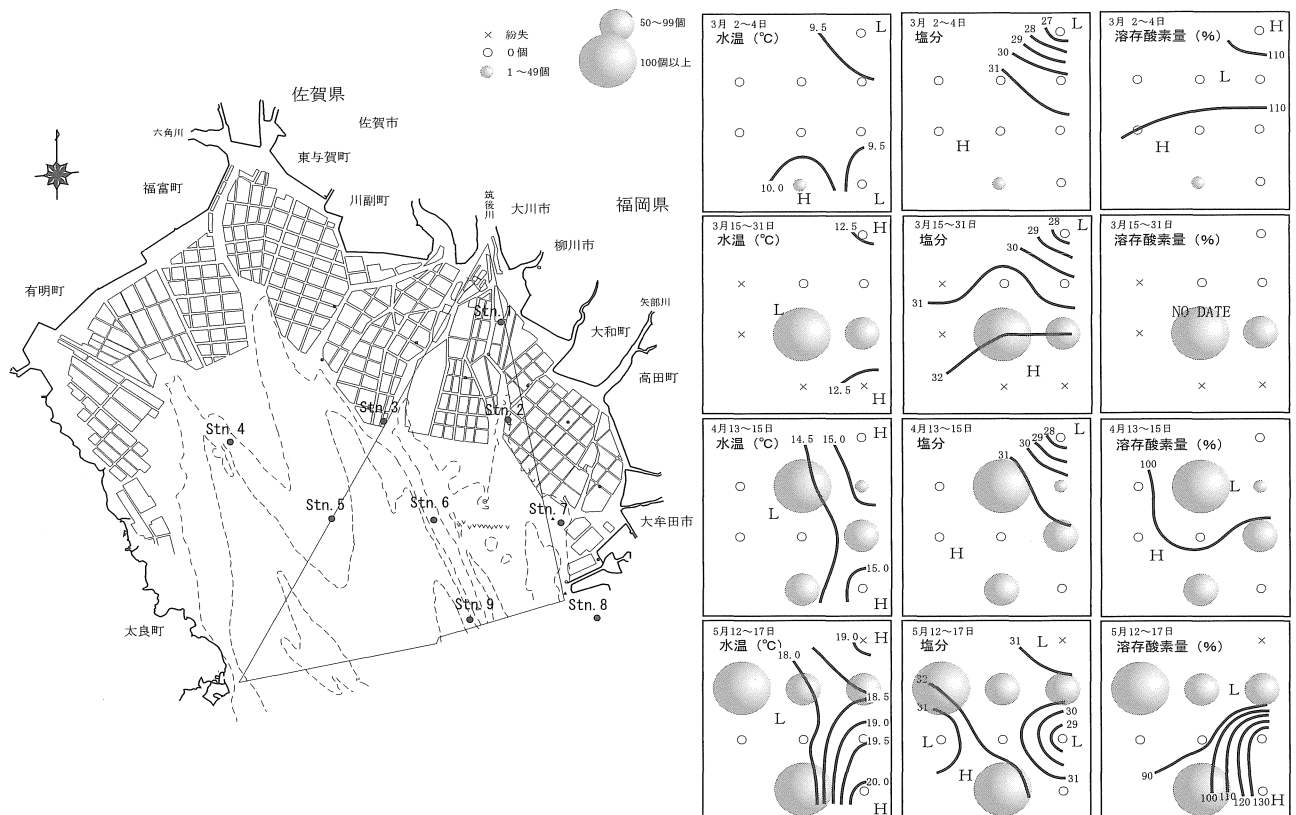 × 紛失
○ 0個
1～49個
50～99個
100個以上
佐賀県
佐賀市
六角川
東与賀町
福富町
川副町
筑後川
大川市
福岡県
柳川市
有明町
矢部川
大和町
高田町
大牟田市
太良町
Stn. 1
Stn. 2
Stn. 3
Stn. 4
Stn. 5
Stn. 6
Stn. 7
Stn. 8
Stn. 9
3月 2～4日
水温 (℃)
9.5
L
9.5
10.0
H
L
3月 2～4日
塩分
27
L
28
29
30
31
H
3月 2～4日
溶存酸素量 (%)
H
110
L
110
H
3月15～31日
水温 (℃)
12.5
H
L
12.5
H
3月15～31日
塩分
28
L
29
30
31
32
H
3月15～31日
溶存酸素量 (%)
NO DATE
4月13～15日
水温 (℃)
14.5
15.0
H
L
15.0
H
4月13～15日
塩分
28
L
29
30
31
H
4月13～15日
溶存酸素量 (%)
100
L
H
5月12～17日
水温 (℃)
19.0
H
18.0
18.5
L
19.0
19.5
20.0
H
5月12～17日
塩分
31
L
32
31
30
29
L
L
H
31
5月12～17日
溶存酸素量 (%)
L
90
100
110
120
130
H